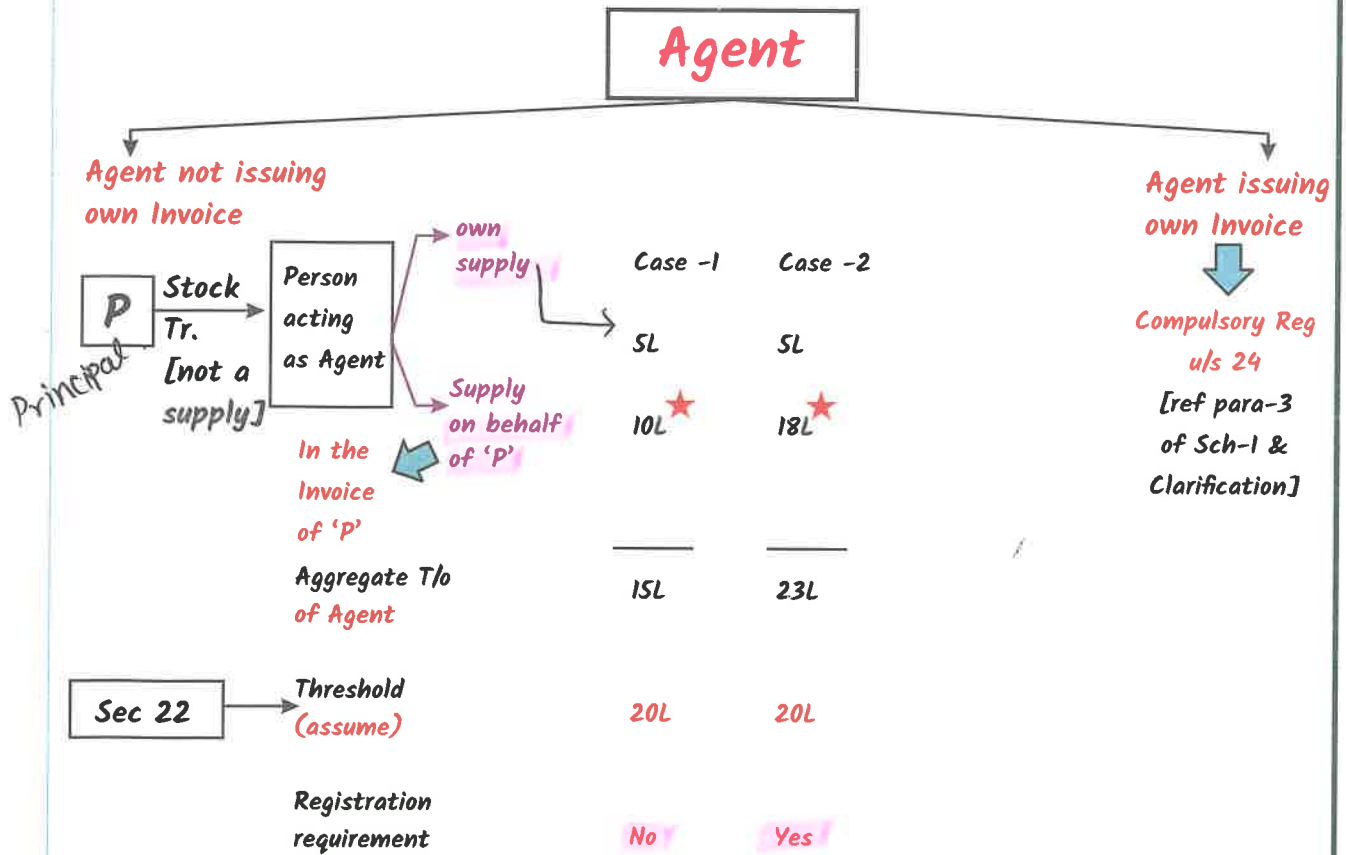 Agent
Agent not issuing
own Invoice
P
Principal
Stock
Tr.
[not a
supply]
Person
acting
as Agent
own
supply
Supply
on behalf
of 'P'
In the
Invoice
of 'P'
Case -1 Case -2
5L 5L
10L 18L
Aggregate T/o
of Agent
15L 23L
Sec 22
Threshold
(assume)
20L 20L
Registration
requirement
No Yes
Agent issuing
own Invoice
Compulsory Reg
u/s 24
[ref para-3
of Sch-I &
Clarification]